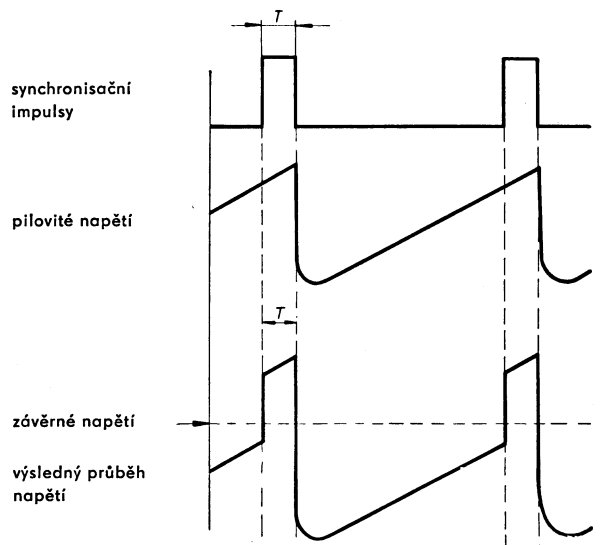 T
synchronisační
impulsy
pilovité napětí
T
závěrné napětí
výsledný průběh
napětí